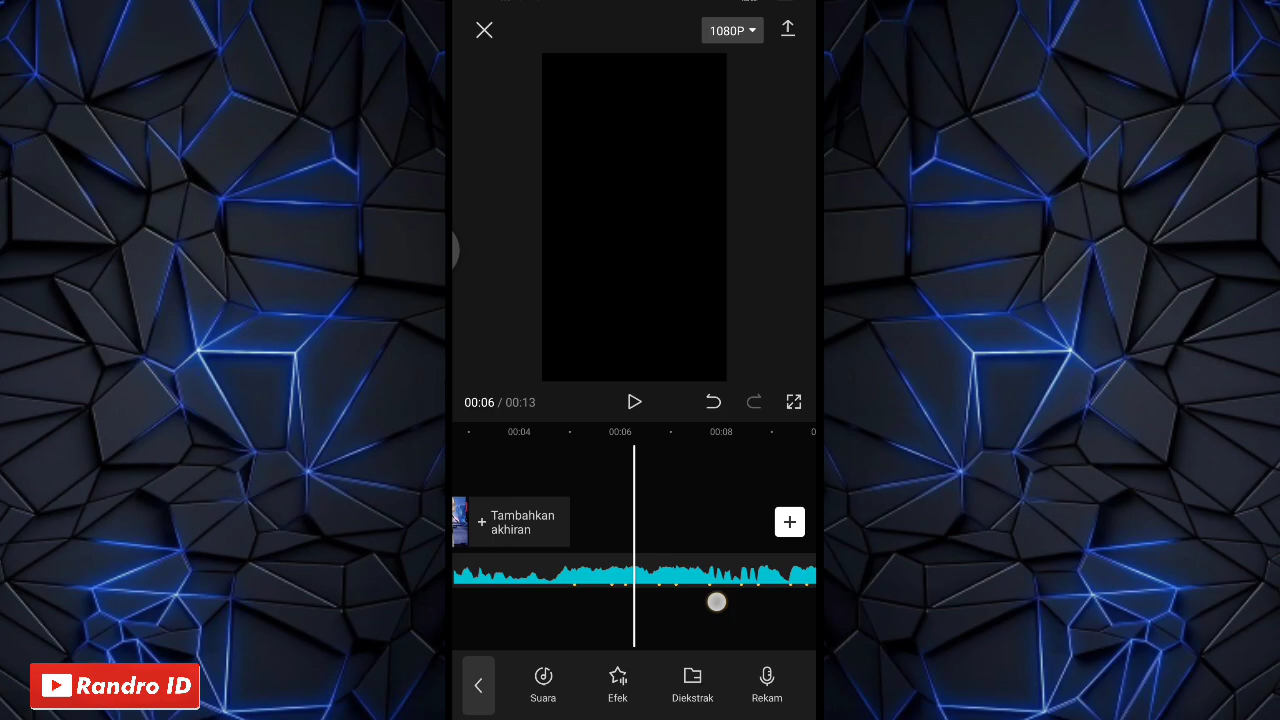 1080P
00:06 / 00:13
00:04
00:06
00:08
+ Tambahkan
akhiran
Suara
Efek
Diekstrak
Rekam
Randro ID